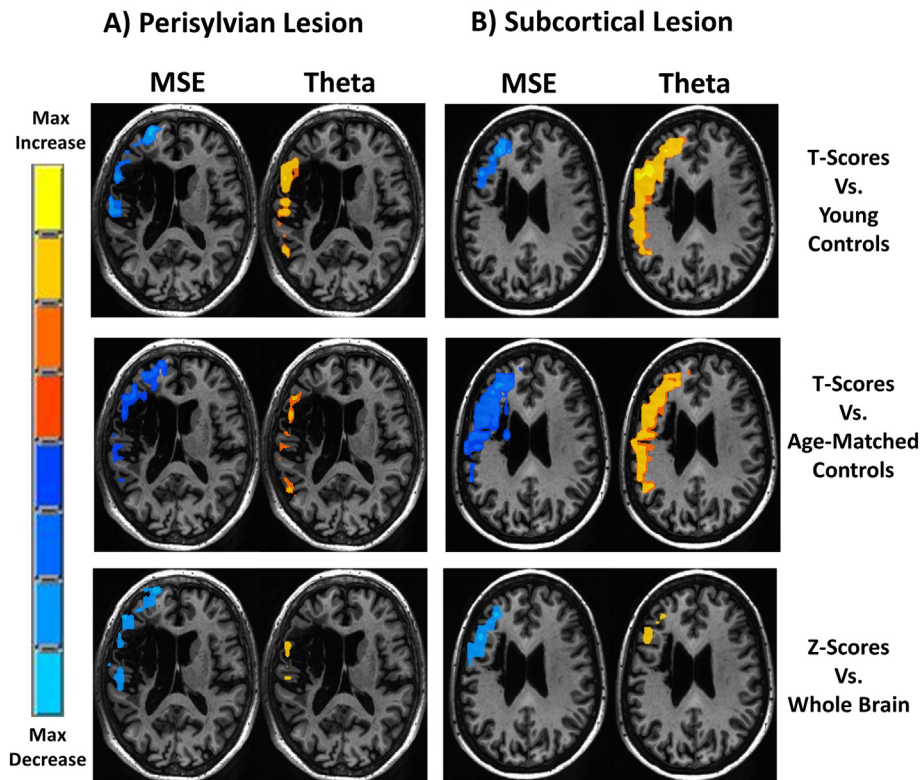 A) Perisylvian Lesion
B) Subcortical Lesion
MSE
Theta
MSE
Theta
Max
Increase
Max
Decrease
T-Scores
Vs.
Young
Controls
T-Scores
Vs.
Age-Matched
Controls
Z-Scores
Vs.
Whole Brain